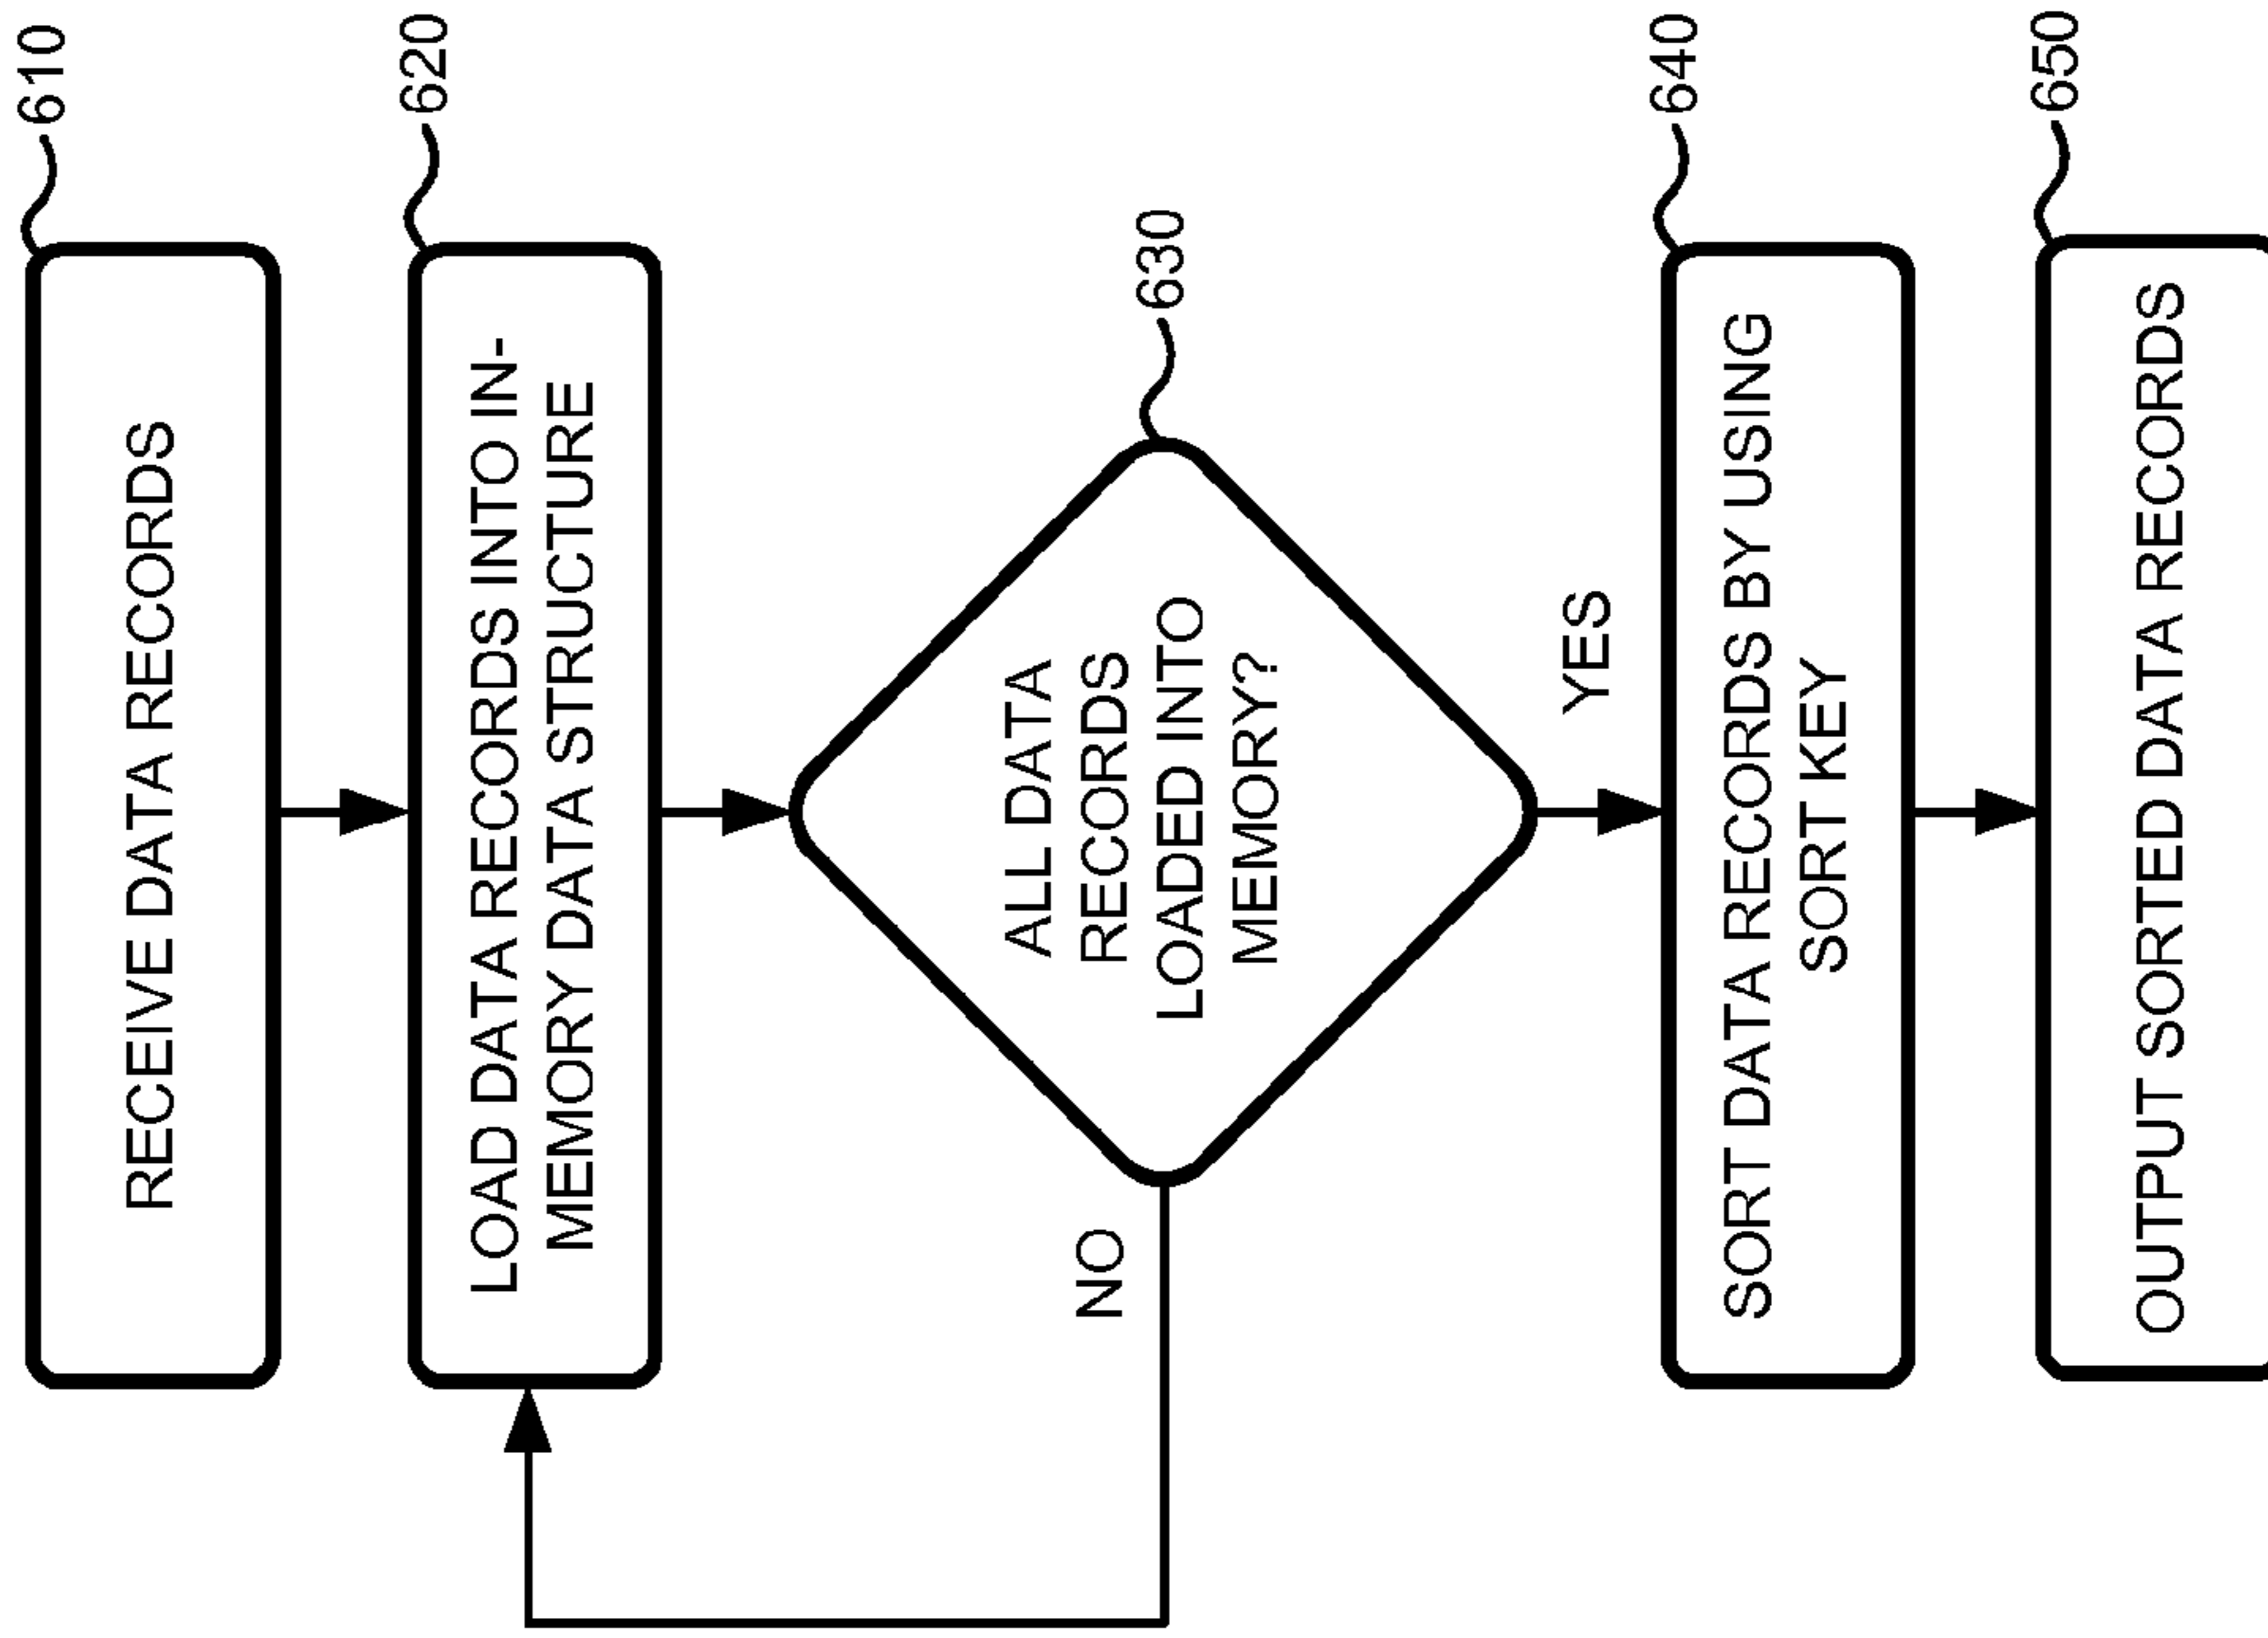 RECEIVE DATA RECORDS
610
LOAD DATA RECORDS INTO IN-
MEMORY DATA STRUCTURE
620
ALL DATA
RECORDS
LOADED INTO
MEMORY?
630
NO
YES
SORT DATA RECORDS BY USING
SORT KEY
640
OUTPUT SORTED DATA RECORDS
650